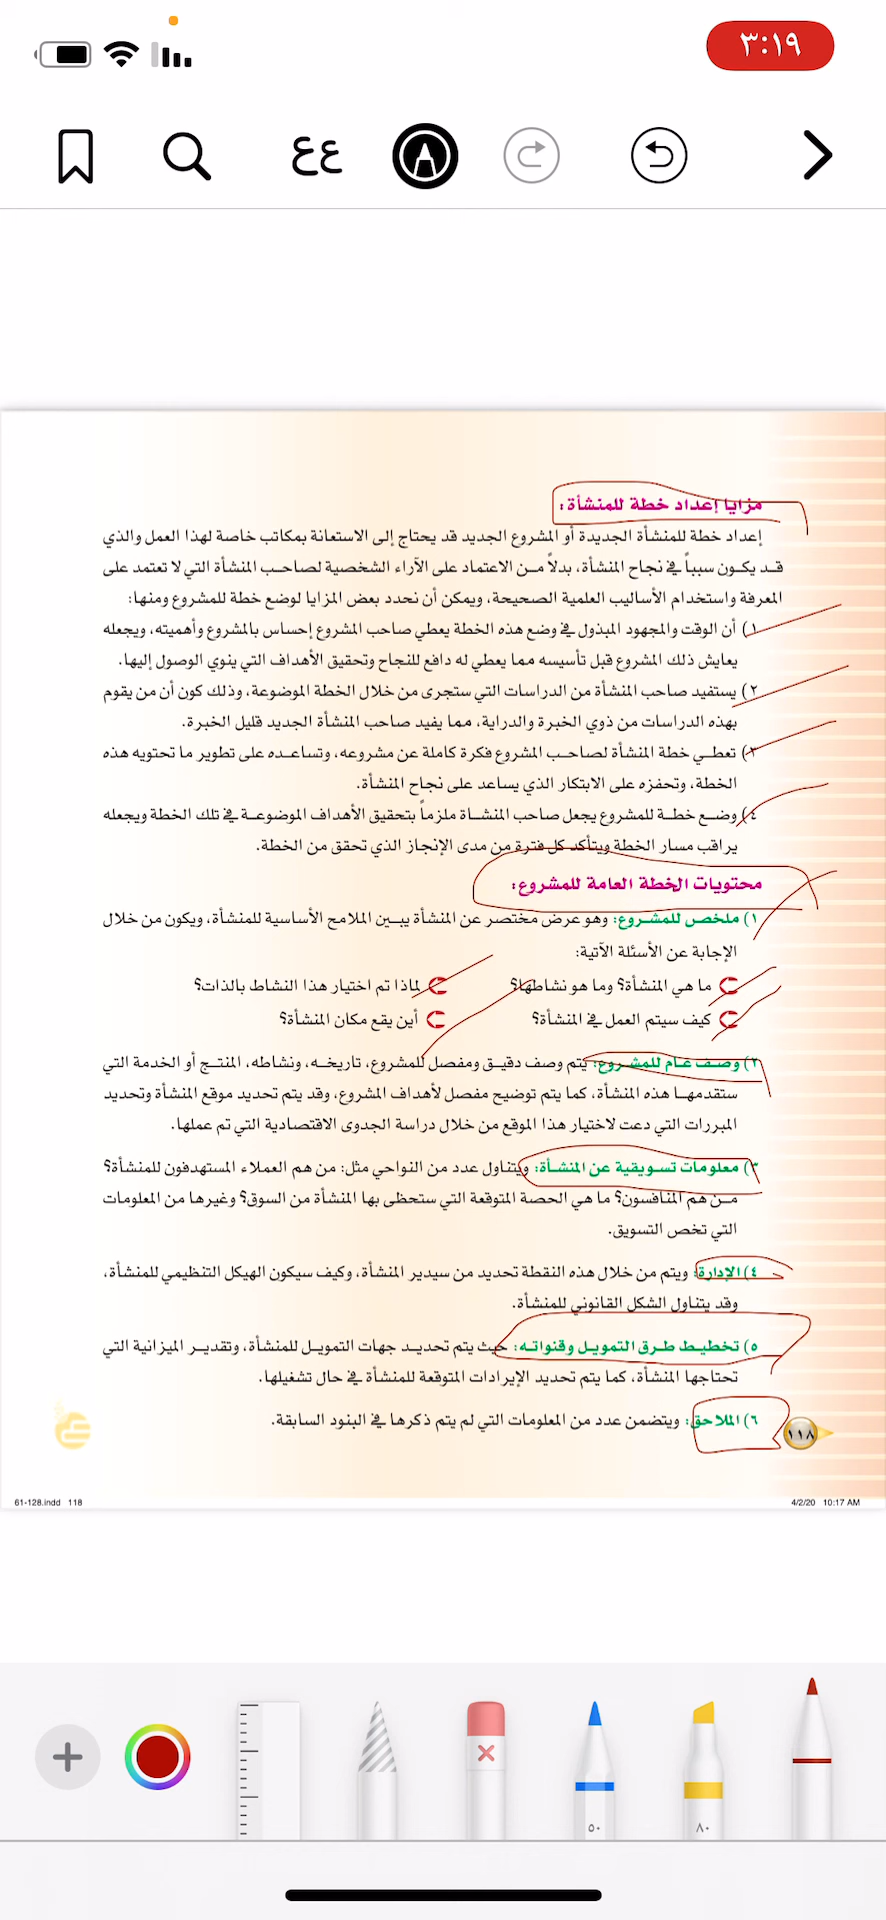 ٣:١٩
عع
مزايا إعداد خطة للمنشأة:
إعداد خطة للمنشأة الجديدة أو المشروع الجديد قد يحتاج إلى الاستعانة بمكاتب خاصة لهذا العمل والذي
قد يكون سبباً في نجاح المنشأة، بدلاً من الاعتماد على الآراء الشخصية لصاحب المنشأة التي لا تعتمد على
المعرفة واستخدام الأساليب العلمية الصحيحة، ويمكن أن نحدد بعض المزايا لوضع خطة للمشروع ومنها:
١) أن الوقت والمجهود المبذول في وضع هذه الخطة يعطي صاحب المشروع إحساس بالمشروع وأهميته، ويجعله
يعايش ذلك المشروع قبل تأسيسه مما يعطي له دافع للنجاح وتحقيق الأهداف التي ينوي الوصول إليها.
٢) يستفيد صاحب المنشأة من الدراسات التي ستجرى من خلال الخطة الموضوعة، وذلك كون أن من يقوم
بهذه الدراسات من ذوي الخبرة والدراية، مما يفيد صاحب المنشأة الجديد قليل الخبرة.
٣) تعطي خطة المنشأة لصاحب المشروع فكرة كاملة عن مشروعه، وتساعده على تطوير ما تحتويه هذه
الخطة، وتحفزه على الابتكار الذي يساعد على نجاح المنشأة.
٤) وضع خطة للمشروع يجعل صاحب المنشاة ملزماً بتحقيق الأهداف الموضوعة في تلك الخطة ويجعله
يراقب مسار الخطة ويتأكد كل فترة من مدى الإنجاز الذي تحقق من الخطة.
محتويات الخطة العامة للمشروع:
١) ملخص للمشروع: وهو عرض مختصر عن المنشأة يبين الملامح الأساسية للمنشأة، ويكون من خلال
الإجابة عن الأسئلة الآتية:
ما هي المنشأة؟ وما هو نشاطها؟ لماذا تم اختيار هذا النشاط بالذات؟
كيف سيتم العمل في المنشأة؟ أين يقع مكان المنشأة؟
٢) وصف عام للمشروع: يتم وصف دقيق ومفصل للمشروع، تاريخه، ونشاطه، المنتج أو الخدمة التي
ستقدمها هذه المنشأة، كما يتم توضيح مفصل لأهداف المشروع، وقد يتم تحديد موقع المنشأة وتحديد
المبررات التي دعت لاختيار هذا الموقع من خلال دراسة الجدوى الاقتصادية التي تم عملها.
٣) معلومات تسويقية عن المنشأة: ويتناول عدد من النواحي مثل: من هم العملاء المستهدفون للمنشأة؟
من هم المنافسون؟ ما هي الحصة المتوقعة التي ستحظى بها المنشأة من السوق؟ وغيرها من المعلومات
التي تخص التسويق.
٤) الإدارة: ويتم من خلال هذه النقطة تحديد من سيدير المنشأة، وكيف سيكون الهيكل التنظيمي للمنشأة،
وقد يتناول الشكل القانوني للمنشأة.
٥) تخطيط طرق التمويل وقنواته: حيث يتم تحديد جهات التمويل للمنشأة، وتقدير الميزانية التي
تحتاجها المنشأة، كما يتم تحديد الإيرادات المتوقعة للمنشأة في حال تشغيلها.
٦) الملاحق: ويتضمن عدد من المعلومات التي لم يتم ذكرها في البنود السابقة.
١١٨
61-128.indd 118
4/2/20 10:17 AM
٥٠
٨٠